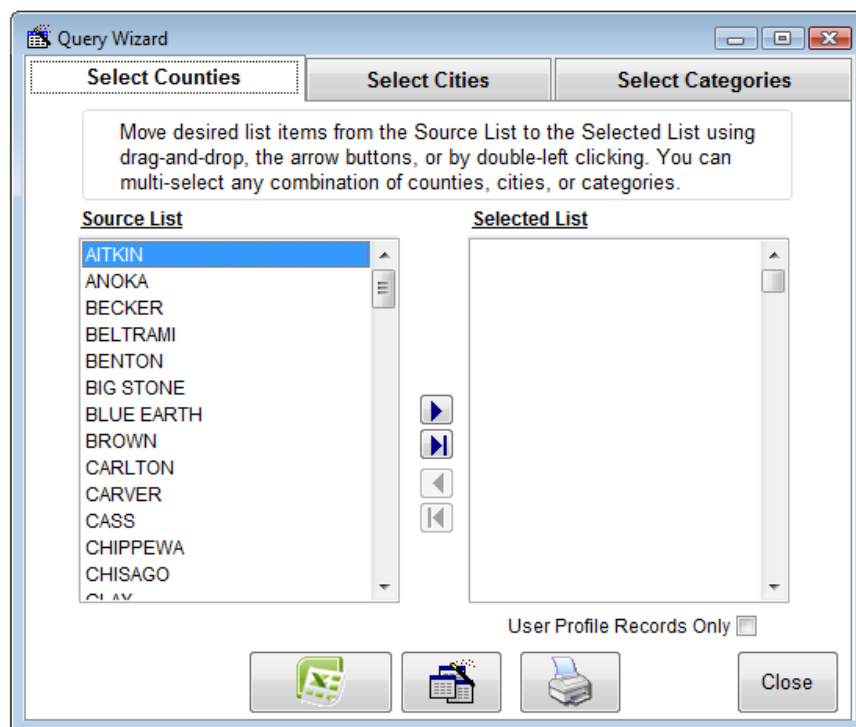 Query Wizard
Select Counties
Select Cities
Select Categories
Move desired list items from the Source List to the Selected List using
drag-and-drop, the arrow buttons, or by double-left clicking. You can
multi-select any combination of counties, cities, or categories.
Source List
Selected List
AITKIN
ANOKA
BECKER
BELTRAMI
BENTON
BIG STONE
BLUE EARTH
BROWN
CARLTON
CARVER
CASS
CHIPPEWA
CHISAGO
CLAY
User Profile Records Only
Close